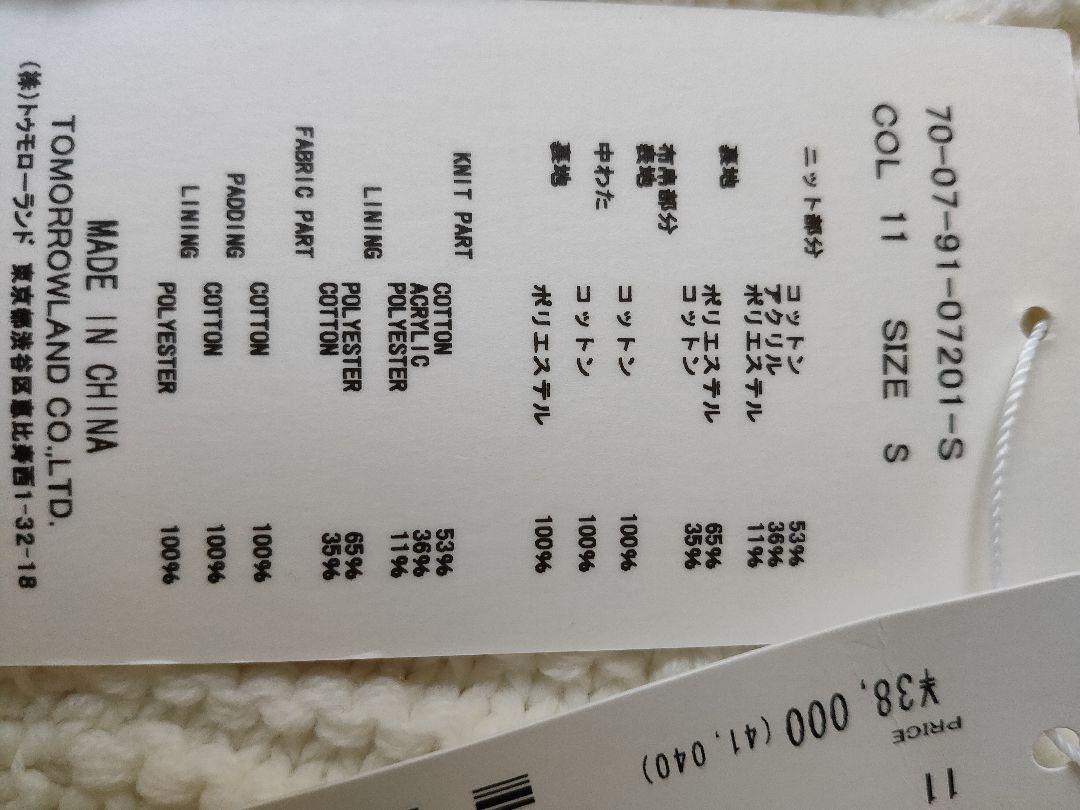 70-07-91-07201-S
COL 11 SIZE S
ニット部分
コットン 53%
アクリル 36%
ポリエステル 11%
裏地
ポリエステル 65%
コットン 35%
布帛部分
表地
コットン 100%
中わた
コットン 100%
裏地
ポリエステル 100%
KNIT PART
COTTON 53%
ACRYLIC 36%
POLYESTER 11%
LINING
POLYESTER 65%
COTTON 35%
FABRIC PART
COTTON 100%
PADDING
COTTON 100%
LINING
POLYESTER 100%
MADE IN CHINA
TOMORROWLAND CO.,LTD.
(株)トゥモローランド 東京都渋谷区恵比寿西1-32-18
11
PRICE
¥38,000(41,040)